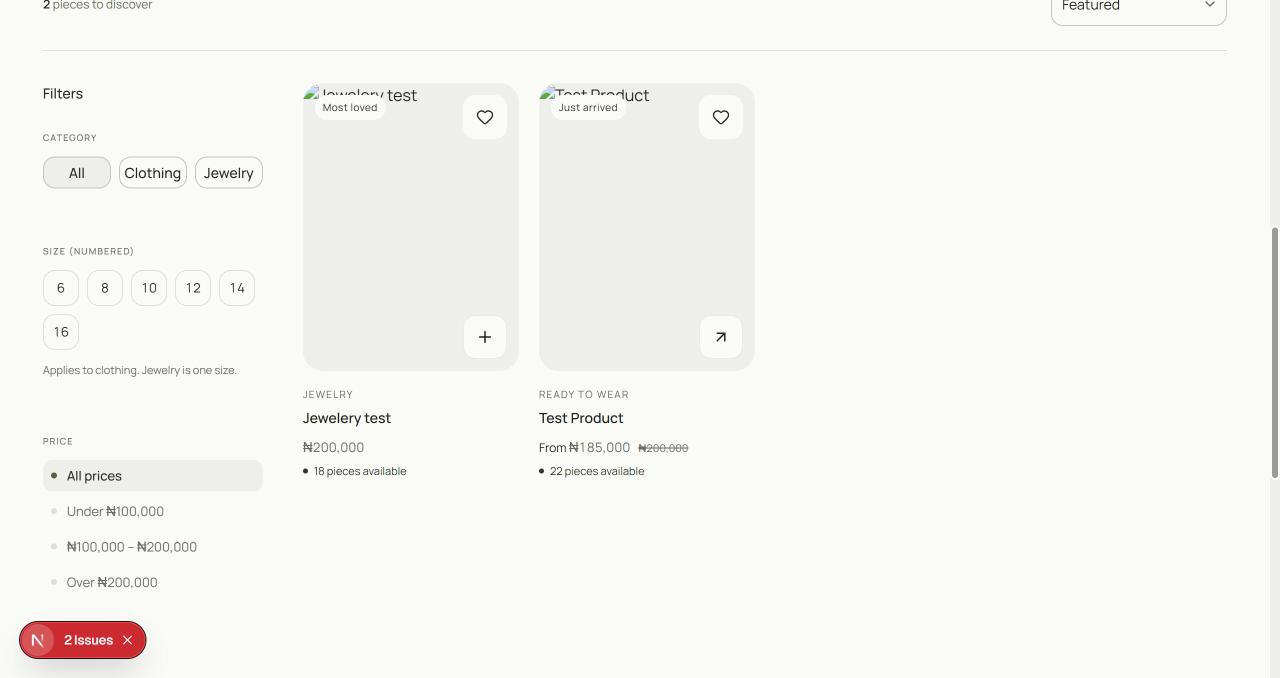 2 pieces to discover
Featured
Filters
CATEGORY
All
Clothing
Jewelry
SIZE (NUMBERED)
6
8
10
12
14
16
Applies to clothing. Jewelry is one size.
PRICE
All prices
Under ₦100,000
₦100,000 – ₦200,000
Over ₦200,000
Jewelery test
Most loved
JEWELRY
Jewelery test
₦200,000
18 pieces available
Test Product
Just arrived
READY TO WEAR
Test Product
From ₦185,000 ₦200,000
22 pieces available
N
2 Issues